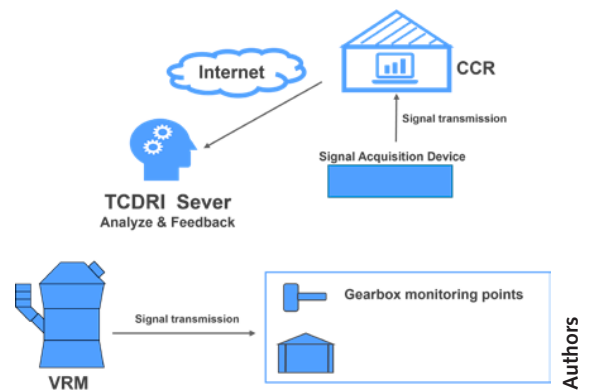 Internet
CCR
Signal transmission
Signal Acquisition Device
TCDRI Sever
Analyze & Feedback
Gearbox monitoring points
Signal transmission
VRM
Authors